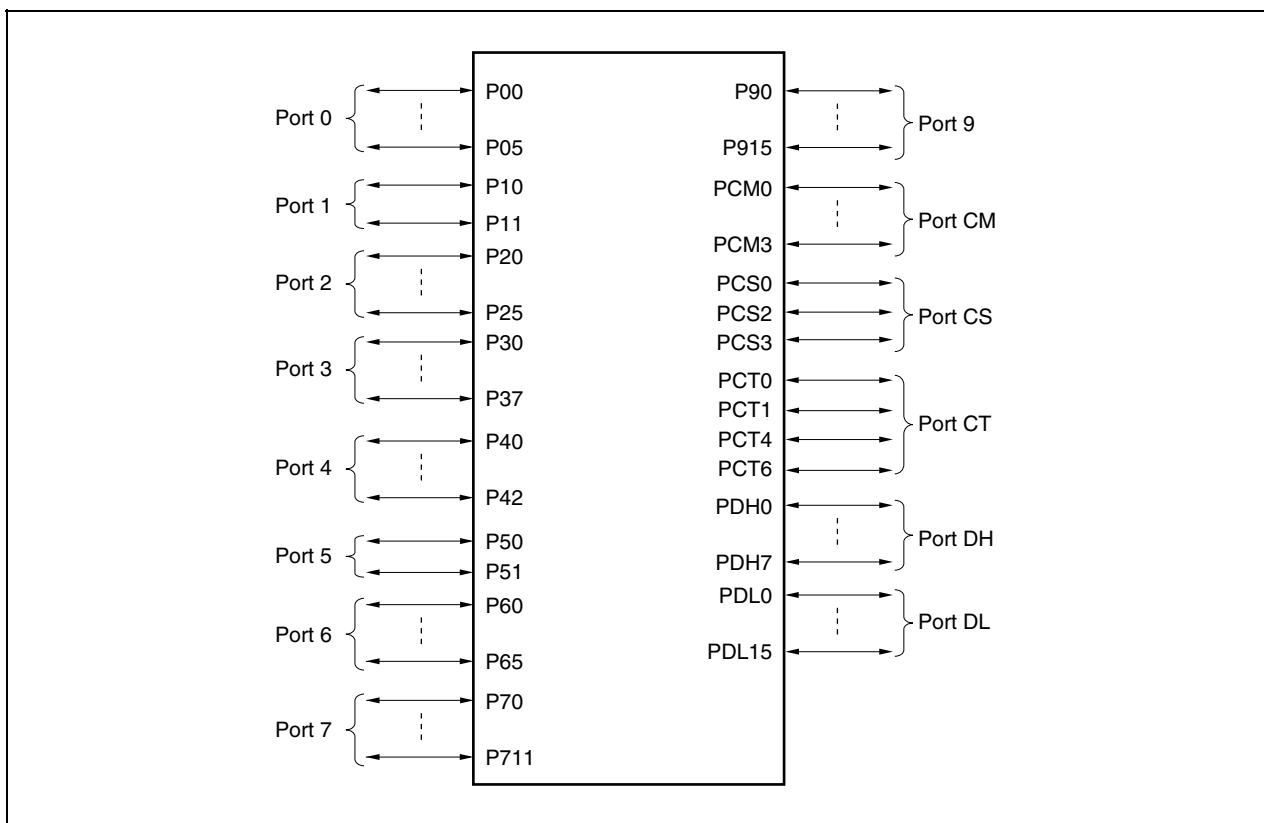 Port 0
P00
P05
Port 1
P10
P11
Port 2
P20
P25
Port 3
P30
P37
Port 4
P40
P42
Port 5
P50
P51
Port 6
P60
P65
Port 7
P70
P711
P90
P915
Port 9
PCM0
PCM3
Port CM
PCS0
PCS2
PCS3
Port CS
PCT0
PCT1
PCT4
PCT6
Port CT
PDH0
PDH7
Port DH
PDL0
PDL15
Port DL